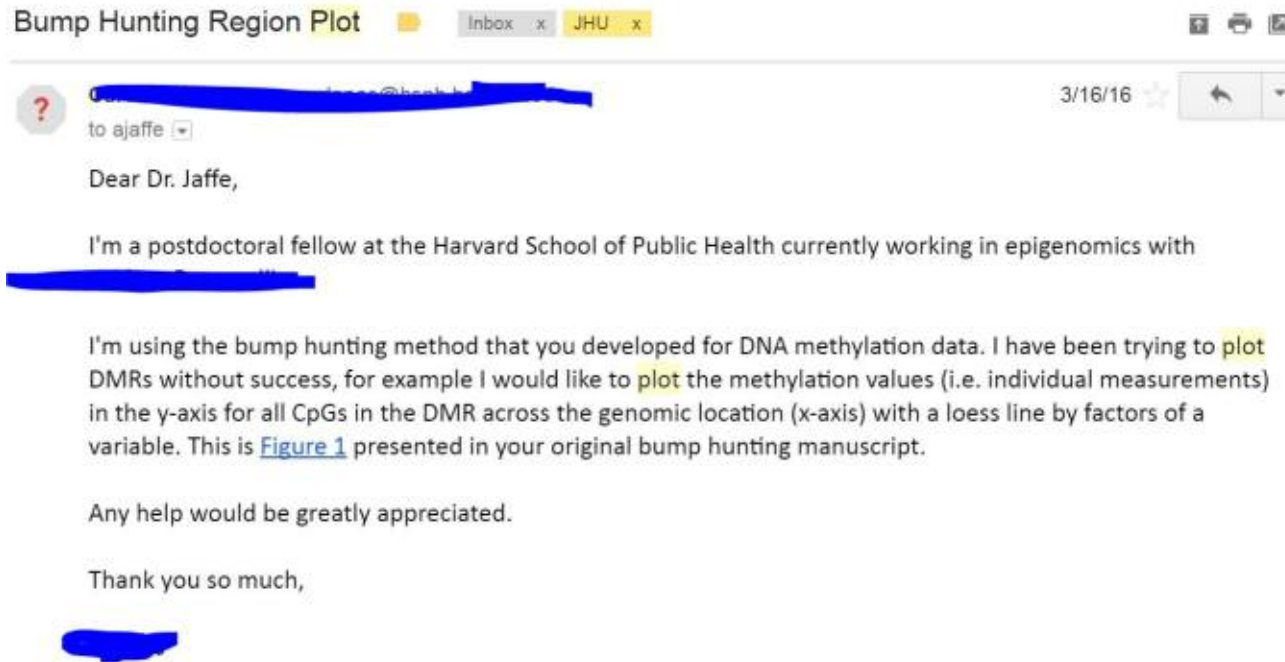 Bump Hunting Region Plot Inbox x JHU x
3/16/16
to ajaffe
Dear Dr. Jaffe,
I'm a postdoctoral fellow at the Harvard School of Public Health currently working in epigenomics with
I'm using the bump hunting method that you developed for DNA methylation data. I have been trying to plot
DMRs without success, for example I would like to plot the methylation values (i.e. individual measurements)
in the y-axis for all CpGs in the DMR across the genomic location (x-axis) with a loess line by factors of a
variable. This is Figure 1 presented in your original bump hunting manuscript.
Any help would be greatly appreciated.
Thank you so much,